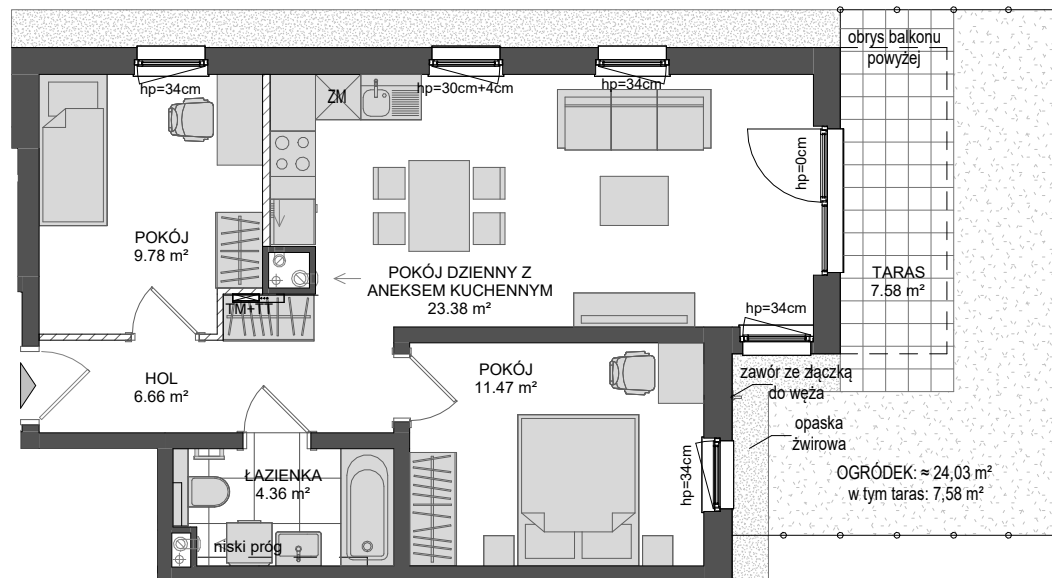 obrys balkonu
powyżej
hp=34cm
ZM
hp=30cm+4cm
hp=34cm
hp=0cm
POKÓJ
9.78 m²
POKÓJ DZIENNY Z
ANEKSEM KUCHENNYM
23.38 m²
TARAS
7.58 m²
TM+TT
hp=34cm
HOL
6.66 m²
POKÓJ
11.47 m²
zawór ze złączką
do węża
opaska
żwirowa
ŁAZIENKA
4.36 m²
hp=34cm
OGRÓDEK: ≈ 24,03 m²
w tym taras: 7,58 m²
niski próg